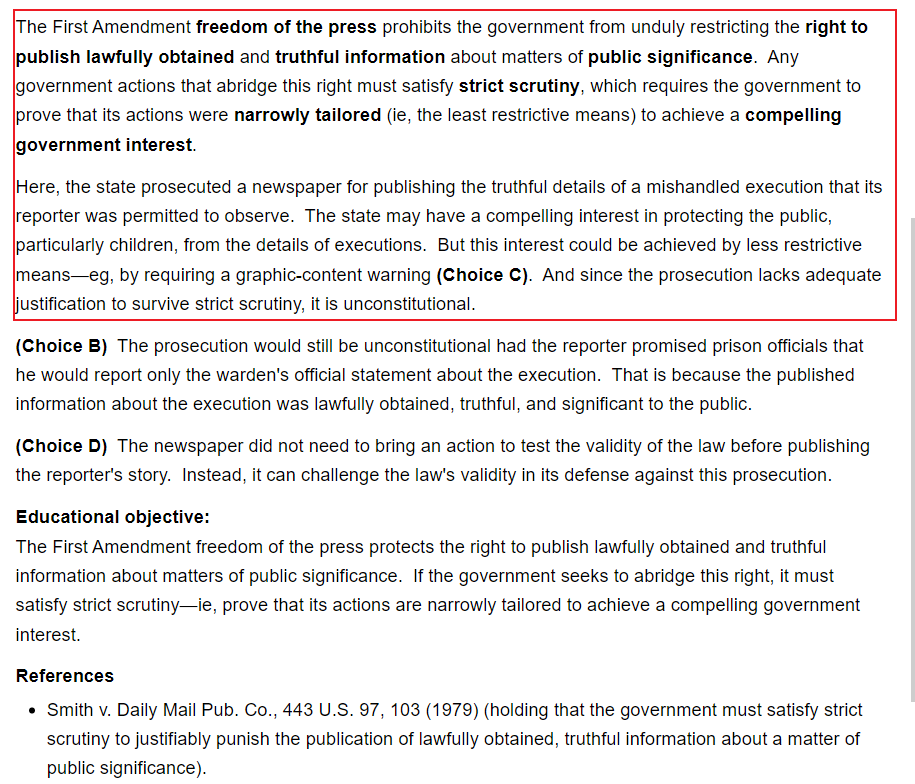 The First Amendment freedom of the press prohibits the government from unduly restricting the right to
publish lawfully obtained and truthful information about matters of public significance.  Any
government actions that abridge this right must satisfy strict scrutiny, which requires the government to
prove that its actions were narrowly tailored (ie, the least restrictive means) to achieve a compelling
government interest.
Here, the state prosecuted a newspaper for publishing the truthful details of a mishandled execution that its
reporter was permitted to observe.  The state may have a compelling interest in protecting the public,
particularly children, from the details of executions.  But this interest could be achieved by less restrictive
means—eg, by requiring a graphic-content warning (Choice C).  And since the prosecution lacks adequate
justification to survive strict scrutiny, it is unconstitutional.
(Choice B)  The prosecution would still be unconstitutional had the reporter promised prison officials that
he would report only the warden's official statement about the execution.  That is because the published
information about the execution was lawfully obtained, truthful, and significant to the public.
(Choice D)  The newspaper did not need to bring an action to test the validity of the law before publishing
the reporter's story.  Instead, it can challenge the law's validity in its defense against this prosecution.
Educational objective:
The First Amendment freedom of the press protects the right to publish lawfully obtained and truthful
information about matters of public significance.  If the government seeks to abridge this right, it must
satisfy strict scrutiny—ie, prove that its actions are narrowly tailored to achieve a compelling government
interest.
References
• Smith v. Daily Mail Pub. Co., 443 U.S. 97, 103 (1979) (holding that the government must satisfy strict
scrutiny to justifiably punish the publication of lawfully obtained, truthful information about a matter of
public significance).